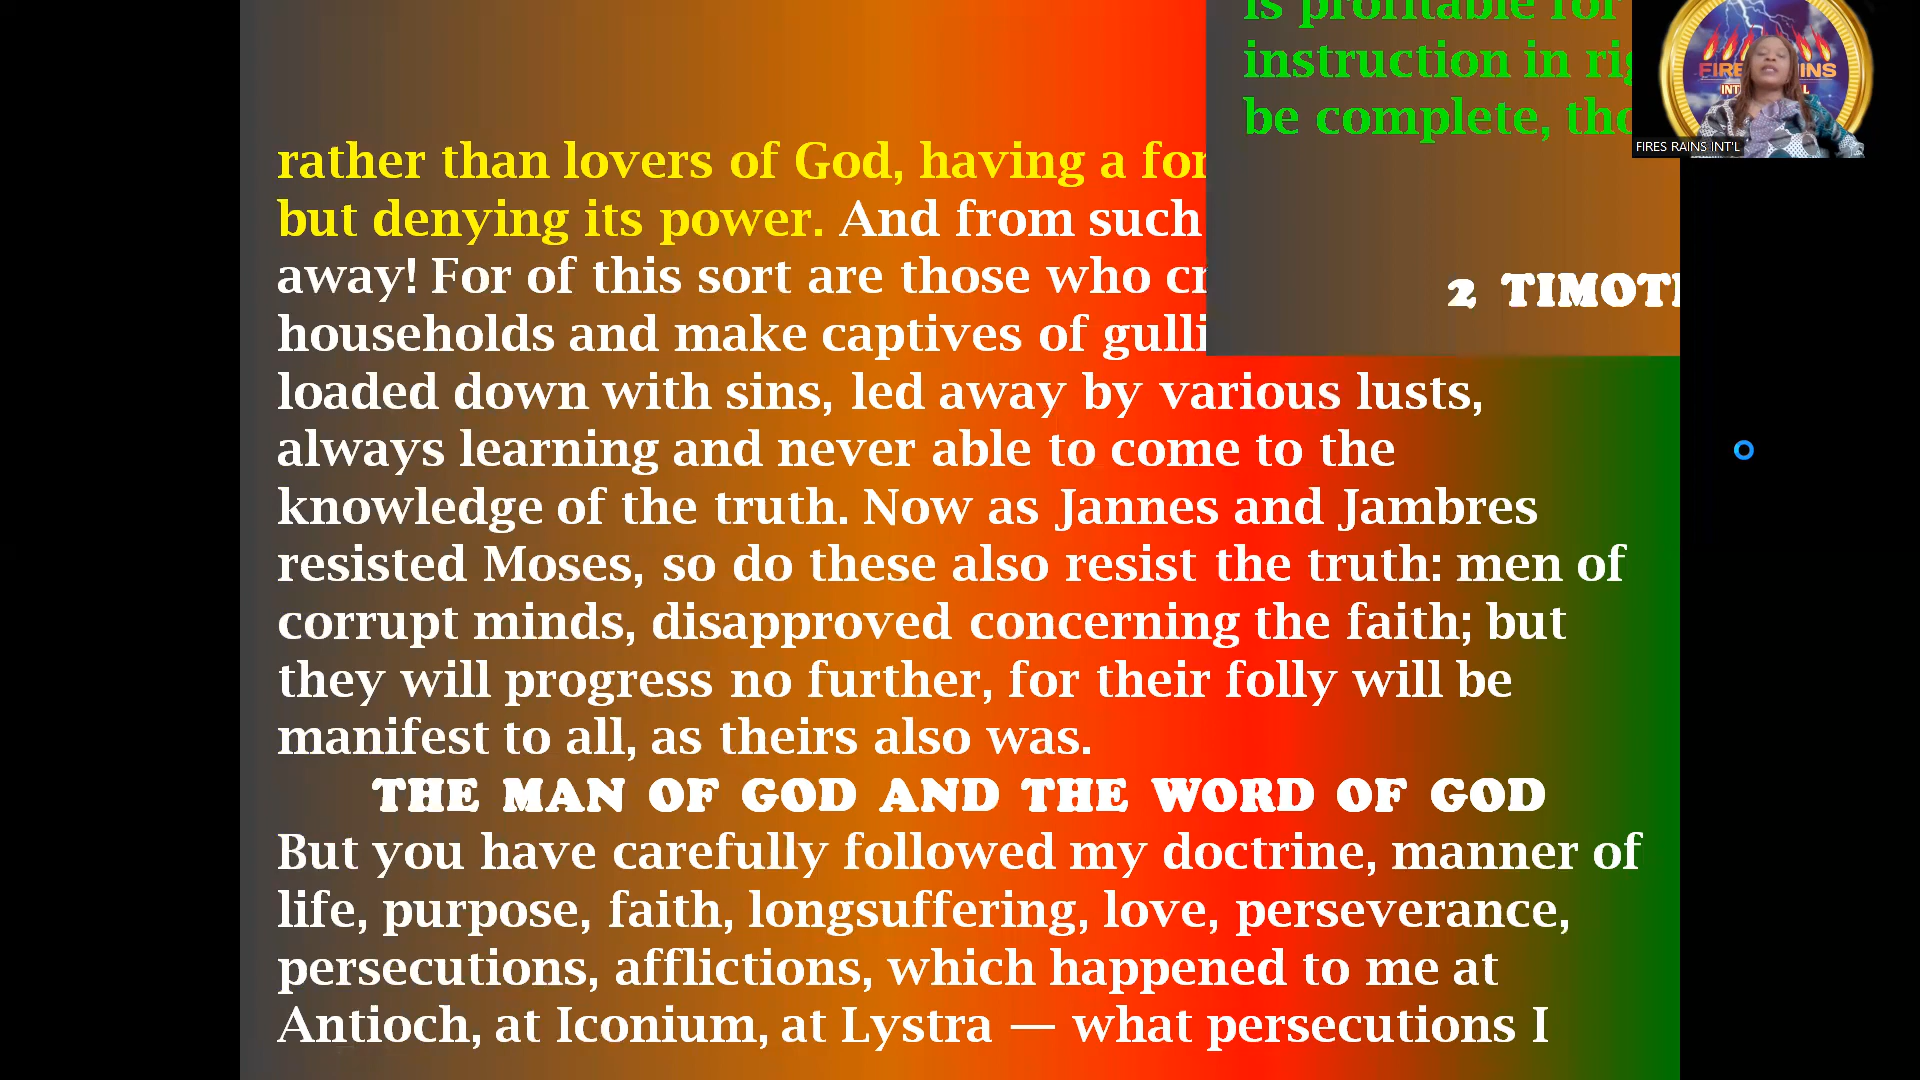 rather than lovers of God, having a
but denying its power. And from such
away! For of this sort are those who
households and make captives of
loaded down with sins, led away by various lusts,
always learning and never able to come to the
knowledge of the truth. Now as Jannes and Jambres
resisted Moses, so do these also resist the truth: men of
corrupt minds, disapproved concerning the faith; but
they will progress no further, for their folly will be
manifest to all, as theirs also was.
THE MAN OF GOD AND THE WORD OF GOD
But you have carefully followed my doctrine, manner of
life, purpose, faith, longsuffering, love, perseverance,
persecutions, afflictions, which happened to me at
Antioch, at Iconium, at Lystra — what persecutions I
is profitable for
instruction in
be complete,
2 TIMOT
FIRES RAINS INT'L